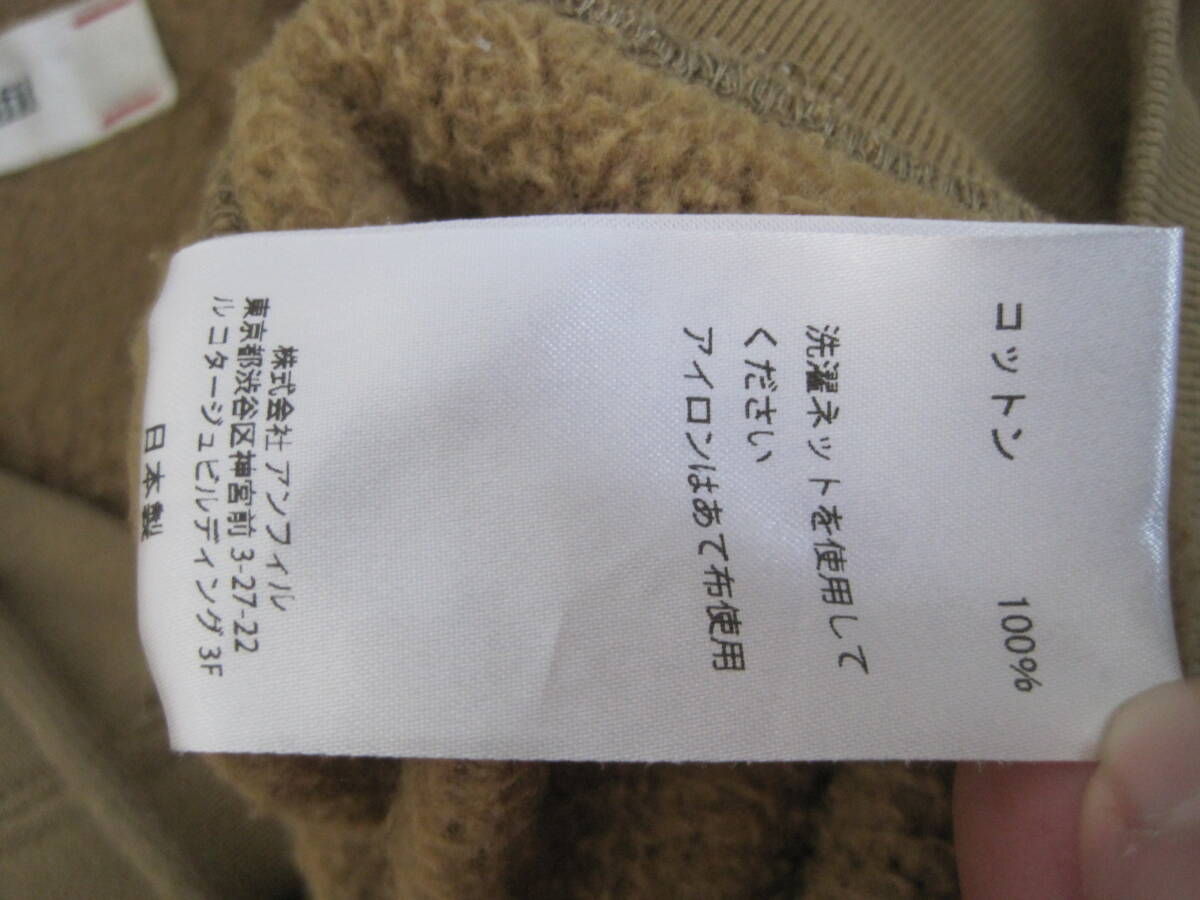 コットン 100%
洗濯ネットを使用して
ください
アイロンはあて布使用
株式会社 アンフィル
東京都渋谷区神宮前 3-27-22
ルコタージュビルディング 3F
日本製